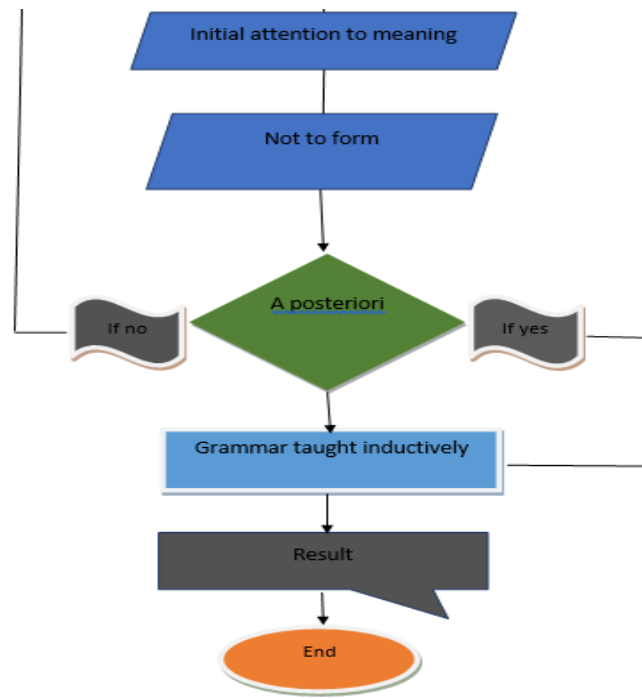 Initial attention to meaning
Not to form
A posteriori
If no
If yes
Grammar taught inductively
Result
End